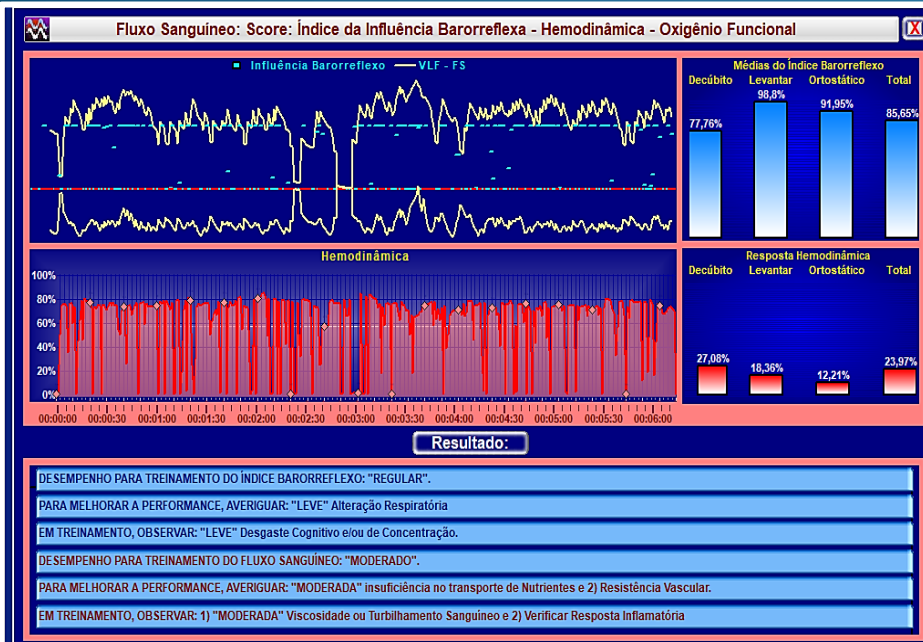 Fluxo Sanguíneo: Score: Índice da Influência Barorreflexa - Hemodinâmica - Oxigênio Funcional
X
Influência Barorreflexo VLF - FS
Médias do Índice Barorreflexo
Decúbito Levantar Ortostático Total
77,76% 98,8% 91,95% 85,65%
Hemodinâmica
100%
80%
60%
40%
20%
0%
00:00:00 00:00:30 00:01:00 00:01:30 00:02:00 00:02:30 00:03:00 00:03:30 00:04:00 00:04:30 00:05:00 00:05:30 00:06:00
Resposta Hemodinâmica
Decúbito Levantar Ortostático Total
27,08% 18,36% 12,21% 23,97%
Resultado:
DESEMPENHO PARA TREINAMENTO DO ÍNDICE BARORREFLEXO: "REGULAR".
PARA MELHORAR A PERFORMANCE, AVERIGUAR: "LEVE" Alteração Respiratória
EM TREINAMENTO, OBSERVAR: "LEVE" Desgaste Cognitivo e/ou de Concentração.
DESEMPENHO PARA TREINAMENTO DO FLUXO SANGUÍNEO: "MODERADO".
PARA MELHORAR A PERFORMANCE, AVERIGUAR: "MODERADA" insuficiência no transporte de Nutrientes e 2) Resistência Vascular.
EM TREINAMENTO, OBSERVAR: 1) "MODERADA" Viscosidade ou Turbilhamento Sanguíneo e 2) Verificar Resposta Inflamatória